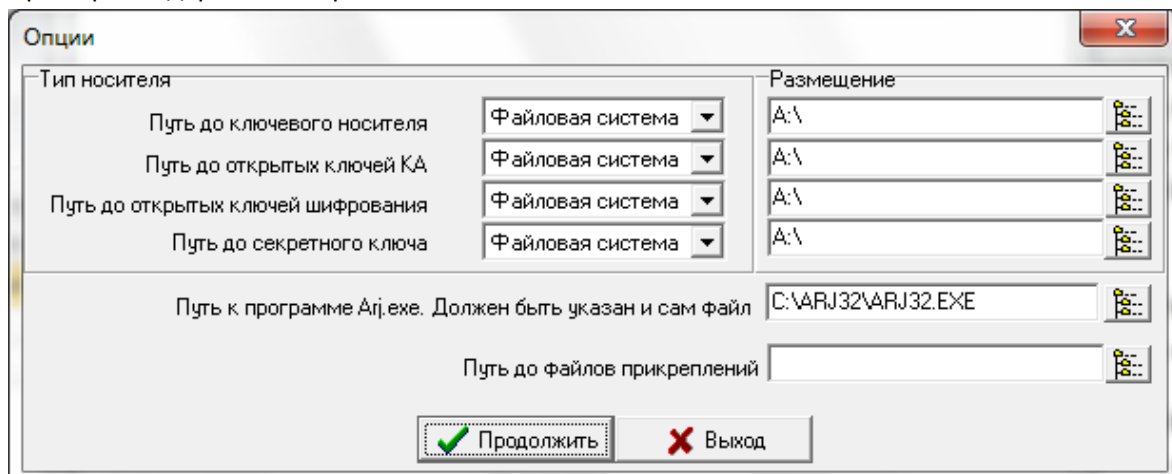 Опции
Тип носителя
Размещение
Путь до ключевого носителя Файловая система A:\
Путь до открытых ключей КА Файловая система A:\
Путь до открытых ключей шифрования Файловая система A:\
Путь до секретного ключа Файловая система A:\
Путь к программе Arj.exe. Должен быть указан и сам файл C:\ARJ32\ARJ32.EXE
Путь до файлов прикреплений
Продолжить Выход